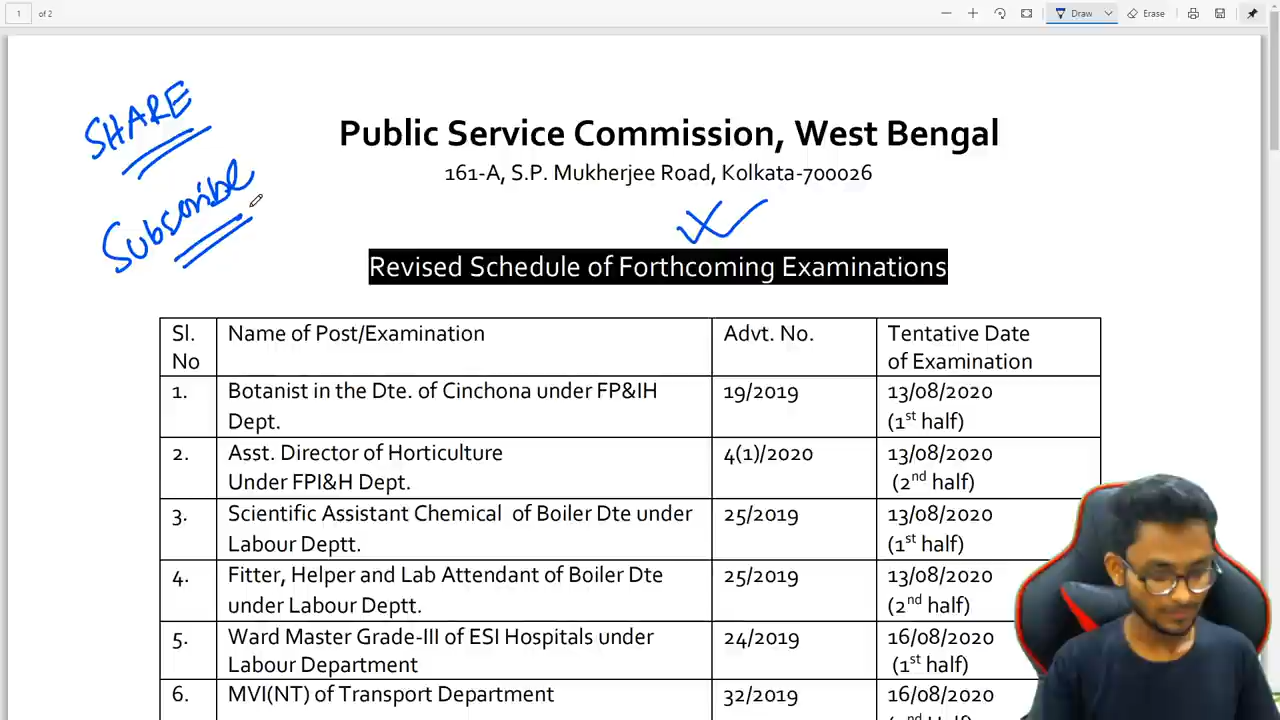 1 of 2 Draw Erase
SHARE
Subscribe
Public Service Commission, West Bengal
161-A, S.P. Mukherjee Road, Kolkata-700026
Revised Schedule of Forthcoming Examinations
Sl. No Name of Post/Examination Advt. No. Tentative Date of Examination
1. Botanist in the Dte. of Cinchona under FP&IH Dept. 19/2019 13/08/2020 (1st half)
2. Asst. Director of Horticulture Under FPI&H Dept. 4(1)/2020 13/08/2020 (2nd half)
3. Scientific Assistant Chemical of Boiler Dte under Labour Deptt. 25/2019 13/08/2020 (1st half)
4. Fitter, Helper and Lab Attendant of Boiler Dte under Labour Deptt. 25/2019 13/08/2020 (2nd half)
5. Ward Master Grade-III of ESI Hospitals under Labour Department 24/2019 16/08/2020 (1st half)
6. MVI(NT) of Transport Department 32/2019 16/08/2020